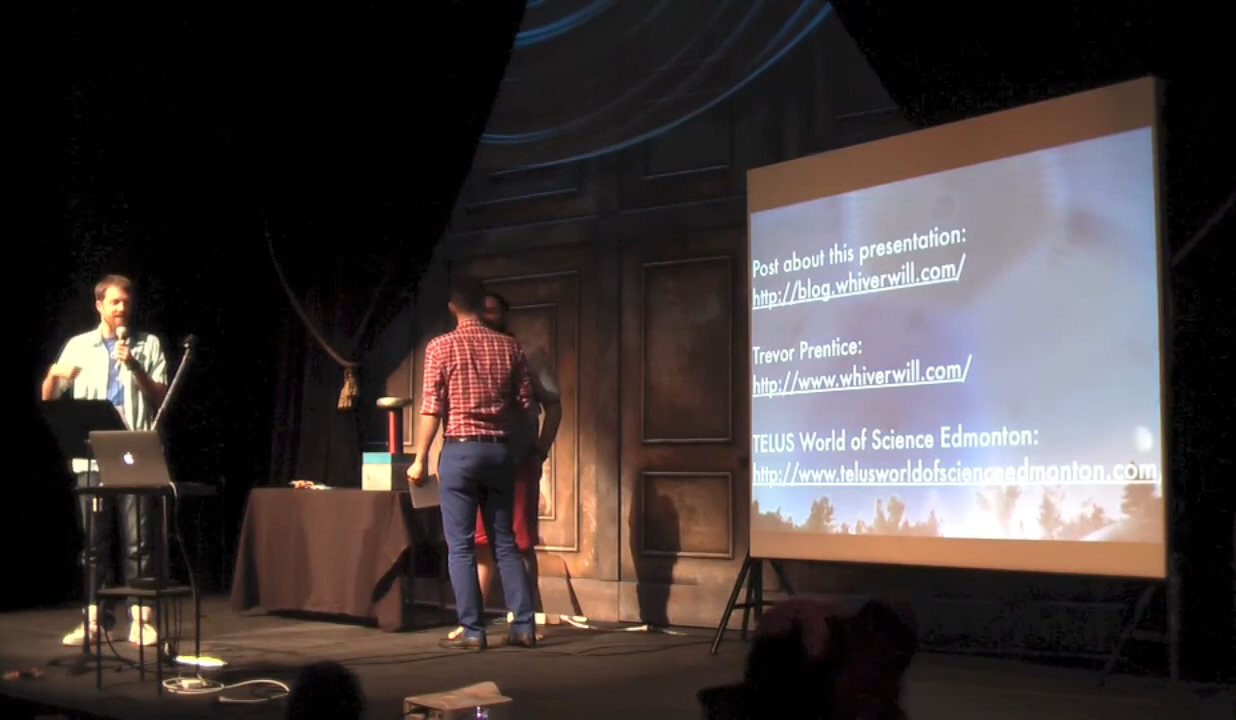 Post about this presentation:
http://blog.whiverwill.com/
Trevor Prentice:
http://www.whiverwill.com/
TELUS World of Science Edmonton:
http://www.telusworldofscienceedmonton.com